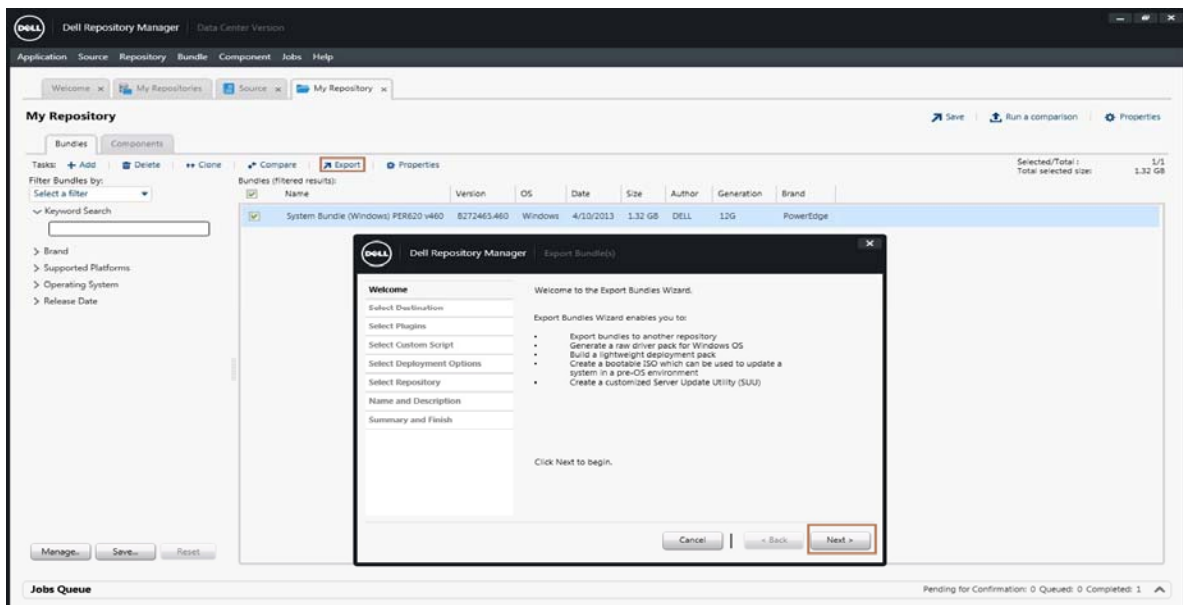 DELL Dell Repository Manager Data Center Version
Application Source Repository Bundle Component Jobs Help
Welcome x My Repositories Source x My Repository x
My Repository
Save Run a comparison Properties
Bundles Components
Tasks: + Add Delete Clone Compare Export Properties
Selected/Total : 1/1
Total selected size: 1.32 GB
Filter Bundles by:
Select a filter
Keyword Search
> Brand
> Supported Platforms
> Operating System
> Release Date
Bundles (filtered results):
Name Version OS Date Size Author Generation Brand
System Bundle (Windows) PER620 v460 8272465.460 Windows 4/10/2013 1.32 GB DELL 12G PowerEdge
DELL Dell Repository Manager Export Bundle(s)
Welcome
Select Destination
Select Plugins
Select Custom Script
Select Deployment Options
Select Repository
Name and Description
Summary and Finish
Welcome to the Export Bundles Wizard.
Export Bundles Wizard enables you to:
• Export bundles to another repository
• Generate a raw driver pack for Windows OS
• Build a lightweight deployment pack
• Create a bootable ISO which can be used to update a
system in a pre-OS environment
• Create a customized Server Update Utility (SUU)
Click Next to begin.
Cancel < Back Next >
Manage.. Save... Reset
Jobs Queue
Pending for Confirmation: 0 Queued: 0 Completed: 1